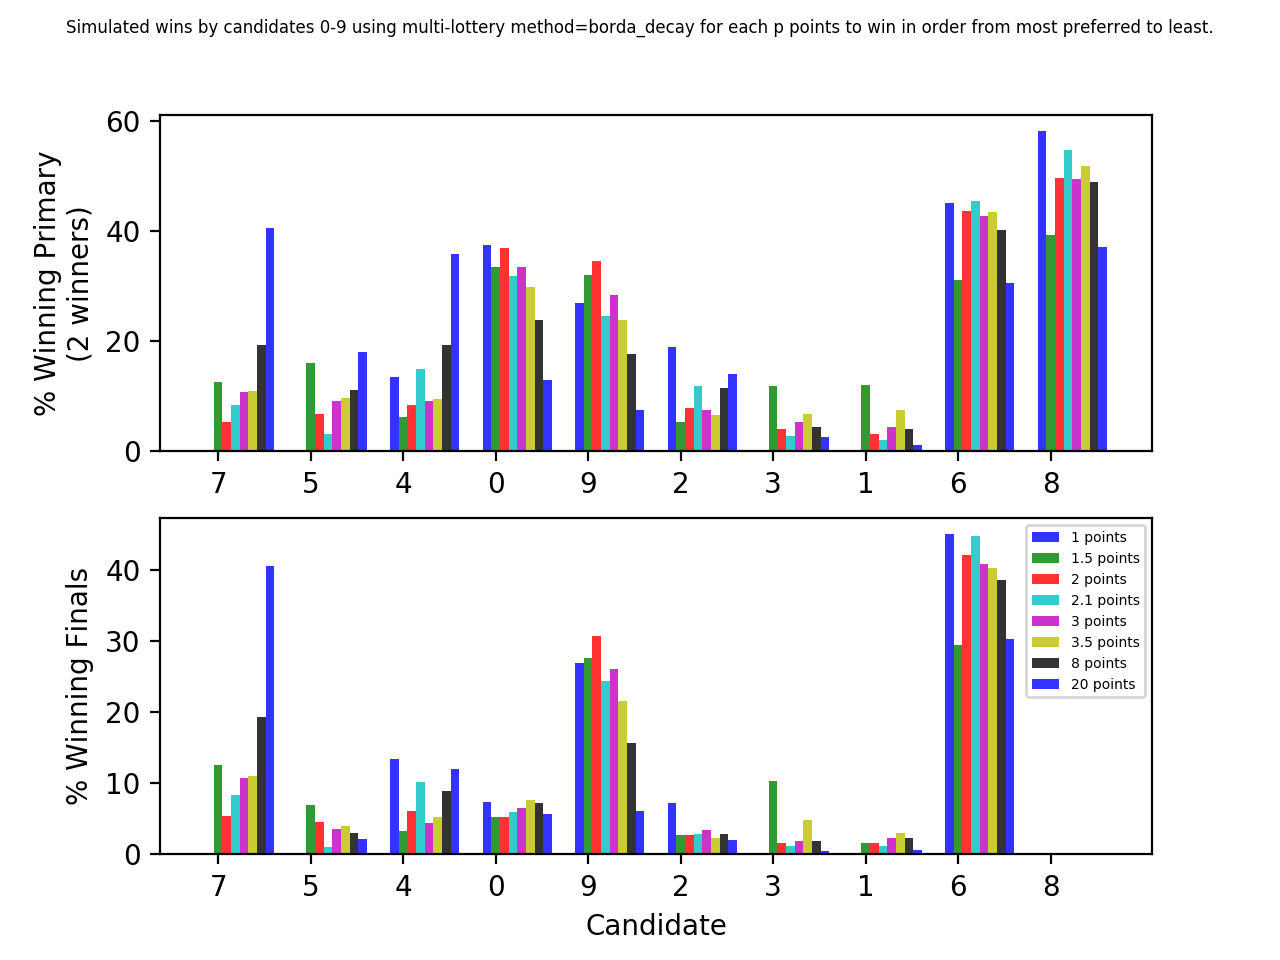 Simulated wins by candidates 0-9 using multi-lottery method=borda_decay for each p points to win in order from most preferred to least.
% Winning Primary
(2 winners)
60
40
20
0
7 5 4 0 9 2 3 1 6 8
% Winning Finals
40
30
20
10
0
1 points
1.5 points
2 points
2.1 points
3 points
3.5 points
8 points
20 points
7 5 4 0 9 2 3 1 6 8
Candidate